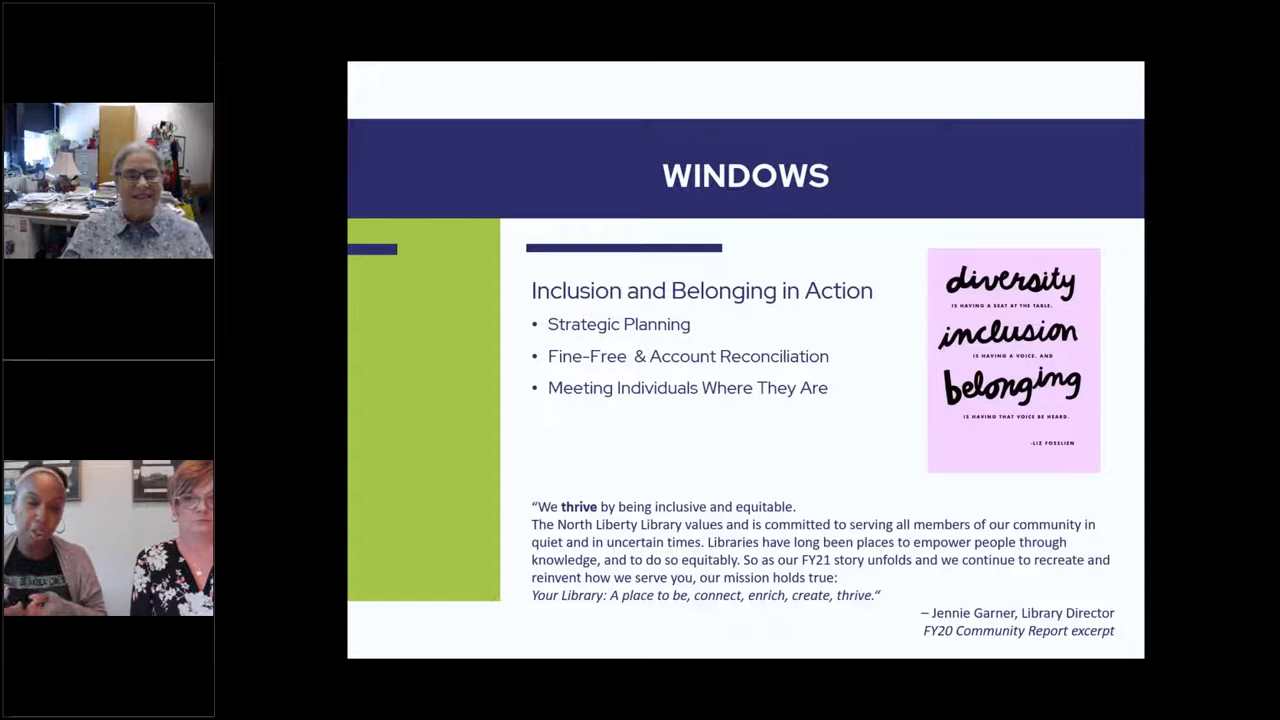 WINDOWS
Inclusion and Belonging in Action
• Strategic Planning
• Fine-Free & Account Reconciliation
• Meeting Individuals Where They Are
diversity
IS HAVING A SEAT AT THE TABLE,
inclusion
IS HAVING A VOICE, AND
belonging
IS HAVING THAT VOICE BE HEARD.
-LIZ FOSSLIEN
“We thrive by being inclusive and equitable.
The North Liberty Library values and is committed to serving all members of our community in
quiet and in uncertain times. Libraries have long been places to empower people through
knowledge, and to do so equitably. So as our FY21 story unfolds and we continue to recreate and
reinvent how we serve you, our mission holds true:
Your Library: A place to be, connect, enrich, create, thrive.“
– Jennie Garner, Library Director
FY20 Community Report excerpt